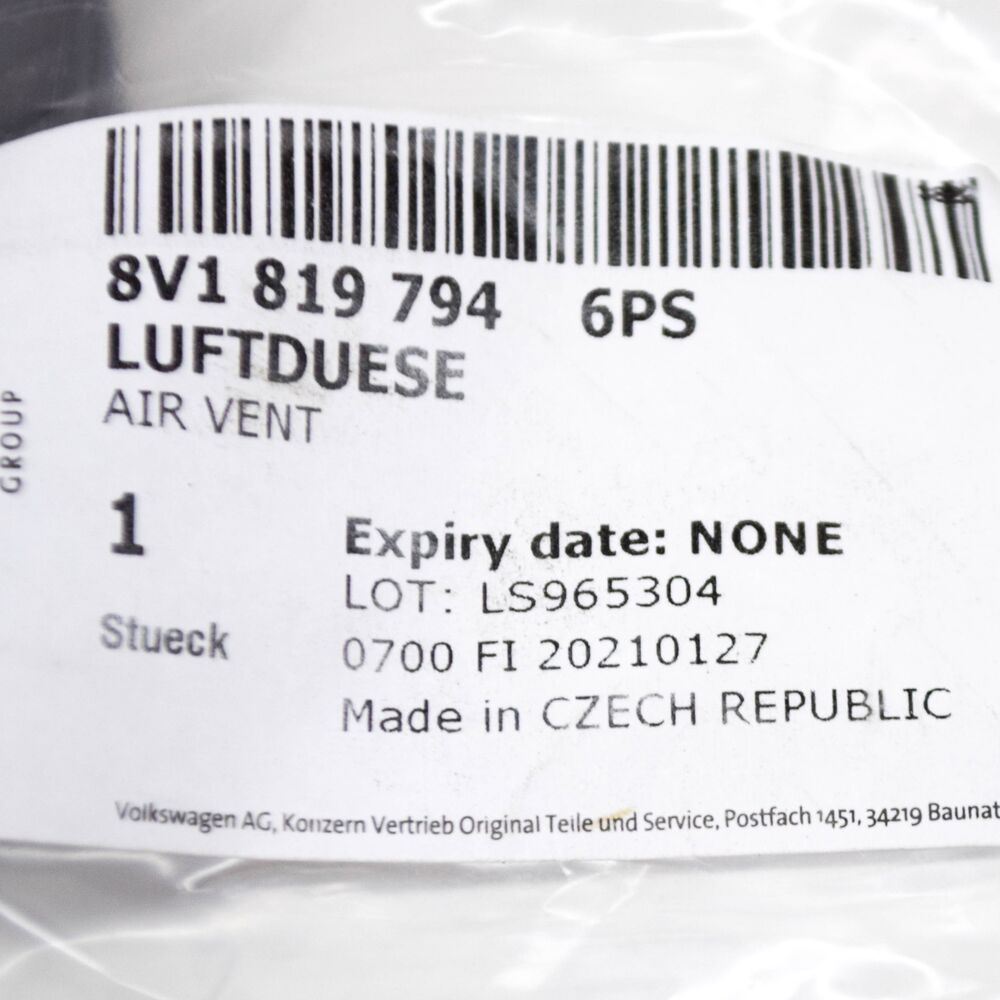 8V1 819 794 6PS
LUFTDUESE
AIR VENT
GROUP
1
Stueck
Expiry date: NONE
LOT: LS965304
0700 FI 20210127
Made in CZECH REPUBLIC
Volkswagen AG, Konzern Vertrieb Original Teile und Service, Postfach 1451, 34219 Baunat